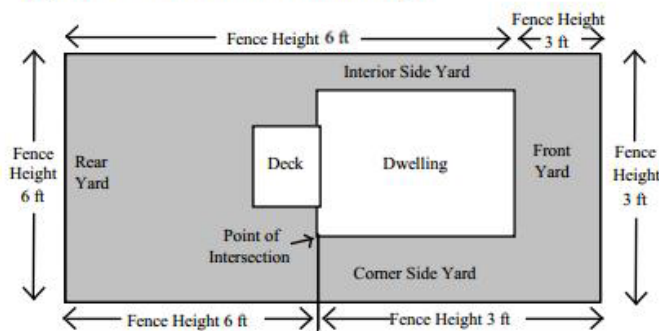 Fence Height
3 ft
Fence Height 6 ft
Interior Side Yard
Fence
Height
6 ft
Rear
Yard
Deck
Dwelling
Front
Yard
Fence
Height
3 ft
Point of
Intersection
Corner Side Yard
Fence Height 6 ft
Fence Height 3 ft